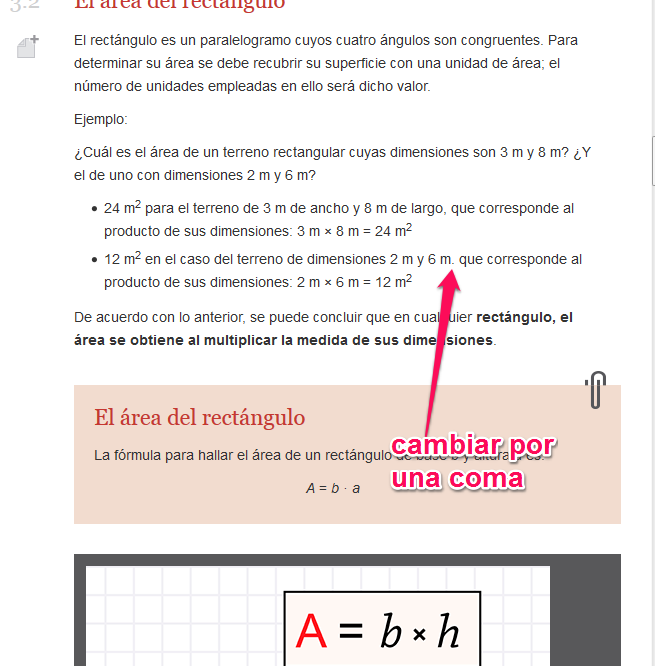 3.2 El área del rectángulo
El rectángulo es un paralelogramo cuyos cuatro ángulos son congruentes. Para
determinar su área se debe recubrir su superficie con una unidad de área; el
número de unidades empleadas en ello será dicho valor.
Ejemplo:
¿Cuál es el área de un terreno rectangular cuyas dimensiones son 3 m y 8 m? ¿Y
el de uno con dimensiones 2 m y 6 m?
• 24 m² para el terreno de 3 m de ancho y 8 m de largo, que corresponde al
producto de sus dimensiones: 3 m × 8 m = 24 m²
• 12 m² en el caso del terreno de dimensiones 2 m y 6 m. que corresponde al
producto de sus dimensiones: 2 m × 6 m = 12 m²
De acuerdo con lo anterior, se puede concluir que en cualquier rectángulo, el
área se obtiene al multiplicar la medida de sus dimensiones.
El área del rectángulo
La fórmula para hallar el área de un rectángulo
cambiar por
una coma
A = b · a
A = b × h